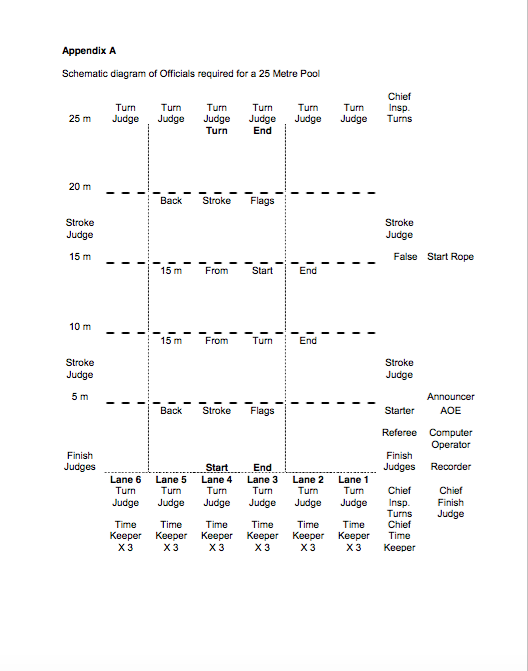 Appendix A
Schematic diagram of Officials required for a 25 Metre Pool
Chief
Turn Turn Turn Turn Turn Turn Insp.
25 m Judge Judge Judge Judge Judge Judge Turns
Turn End
20 m
Back Stroke Flags
Stroke Stroke
Judge Judge
15 m False Start Rope
15 m From Start End
10 m
15 m From Turn End
Stroke Stroke
Judge Judge
5 m Announcer
Back Stroke Flags Starter AOE
Referee Computer
Operator
Finish Finish
Judges Start End Judges Recorder
Lane 6 Lane 5 Lane 4 Lane 3 Lane 2 Lane 1
Turn Turn Turn Turn Turn Turn Chief Chief
Judge Judge Judge Judge Judge Judge Insp. Finish
Turns Judge
Time Time Time Time Time Time Chief
Keeper Keeper Keeper Keeper Keeper Keeper Time
X 3 X 3 X 3 X 3 X 3 X 3 Keeper